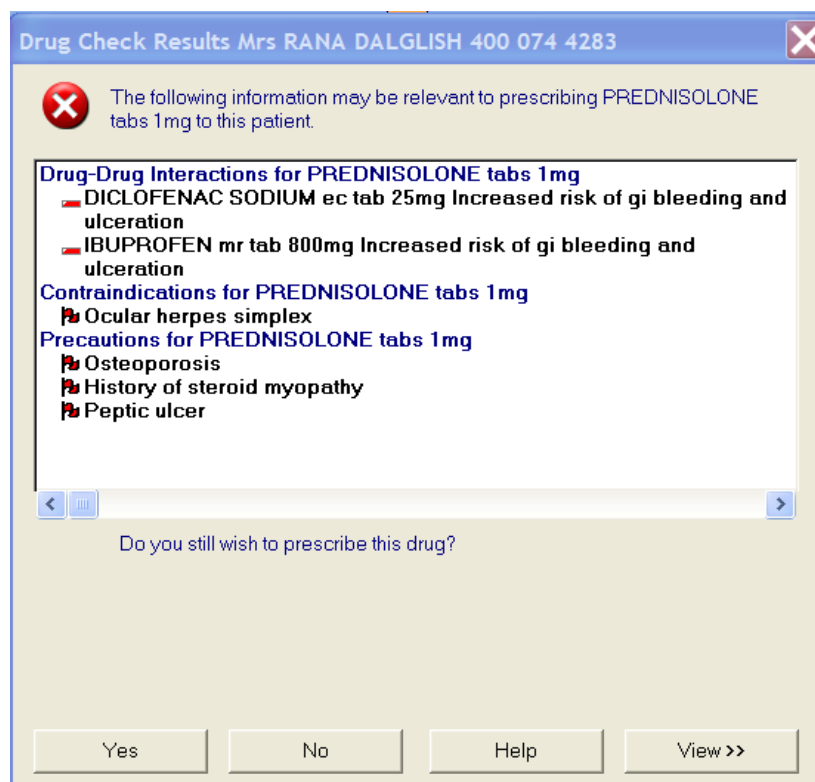 Drug Check Results Mrs RANA DALGLISH 400 074 4283
The following information may be relevant to prescribing PREDNISOLONE
tabs 1mg to this patient.
Drug-Drug Interactions for PREDNISOLONE tabs 1mg
DICLOFENAC SODIUM ec tab 25mg Increased risk of gi bleeding and
ulceration
IBUPROFEN mr tab 800mg Increased risk of gi bleeding and
ulceration
Contraindications for PREDNISOLONE tabs 1mg
Ocular herpes simplex
Precautions for PREDNISOLONE tabs 1mg
Osteoporosis
History of steroid myopathy
Peptic ulcer
Do you still wish to prescribe this drug?
Yes No Help View >>